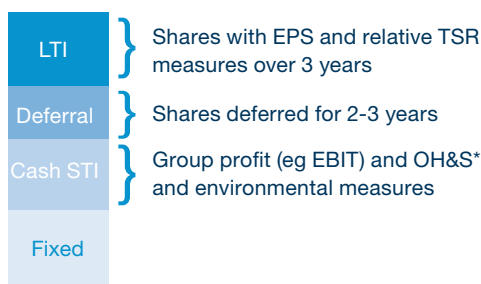 LTI
Shares with EPS and relative TSR
measures over 3 years
Deferral
Shares deferred for 2-3 years
Cash STI
Group profit (eg EBIT) and OH&S*
and environmental measures
Fixed